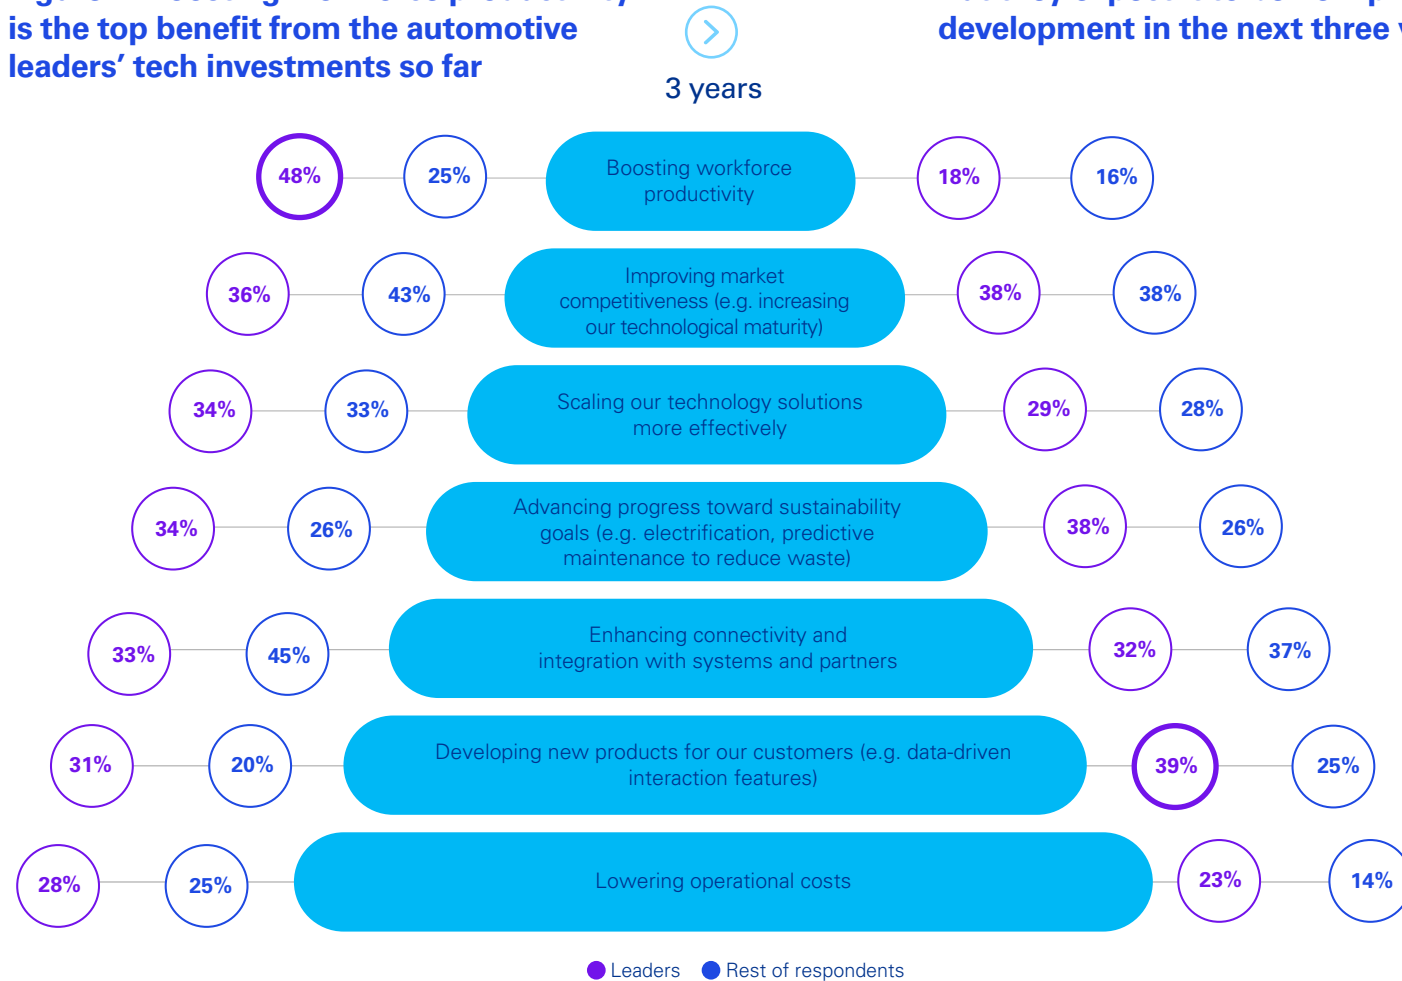 is the top benefit from the automotive
leaders’ tech investments so far
development in the next three
3 years
48%
25%
Boosting workforce
productivity
18%
16%
36%
43%
Improving market
competitiveness (e.g. increasing
our technological maturity)
38%
38%
34%
33%
Scaling our technology solutions
more effectively
29%
28%
34%
26%
Advancing progress toward sustainability
goals (e.g. electrification, predictive
maintenance to reduce waste)
38%
26%
33%
45%
Enhancing connectivity and
integration with systems and partners
32%
37%
31%
20%
Developing new products for our customers (e.g. data-driven
interaction features)
39%
25%
28%
25%
Lowering operational costs
23%
14%
Leaders
Rest of respondents